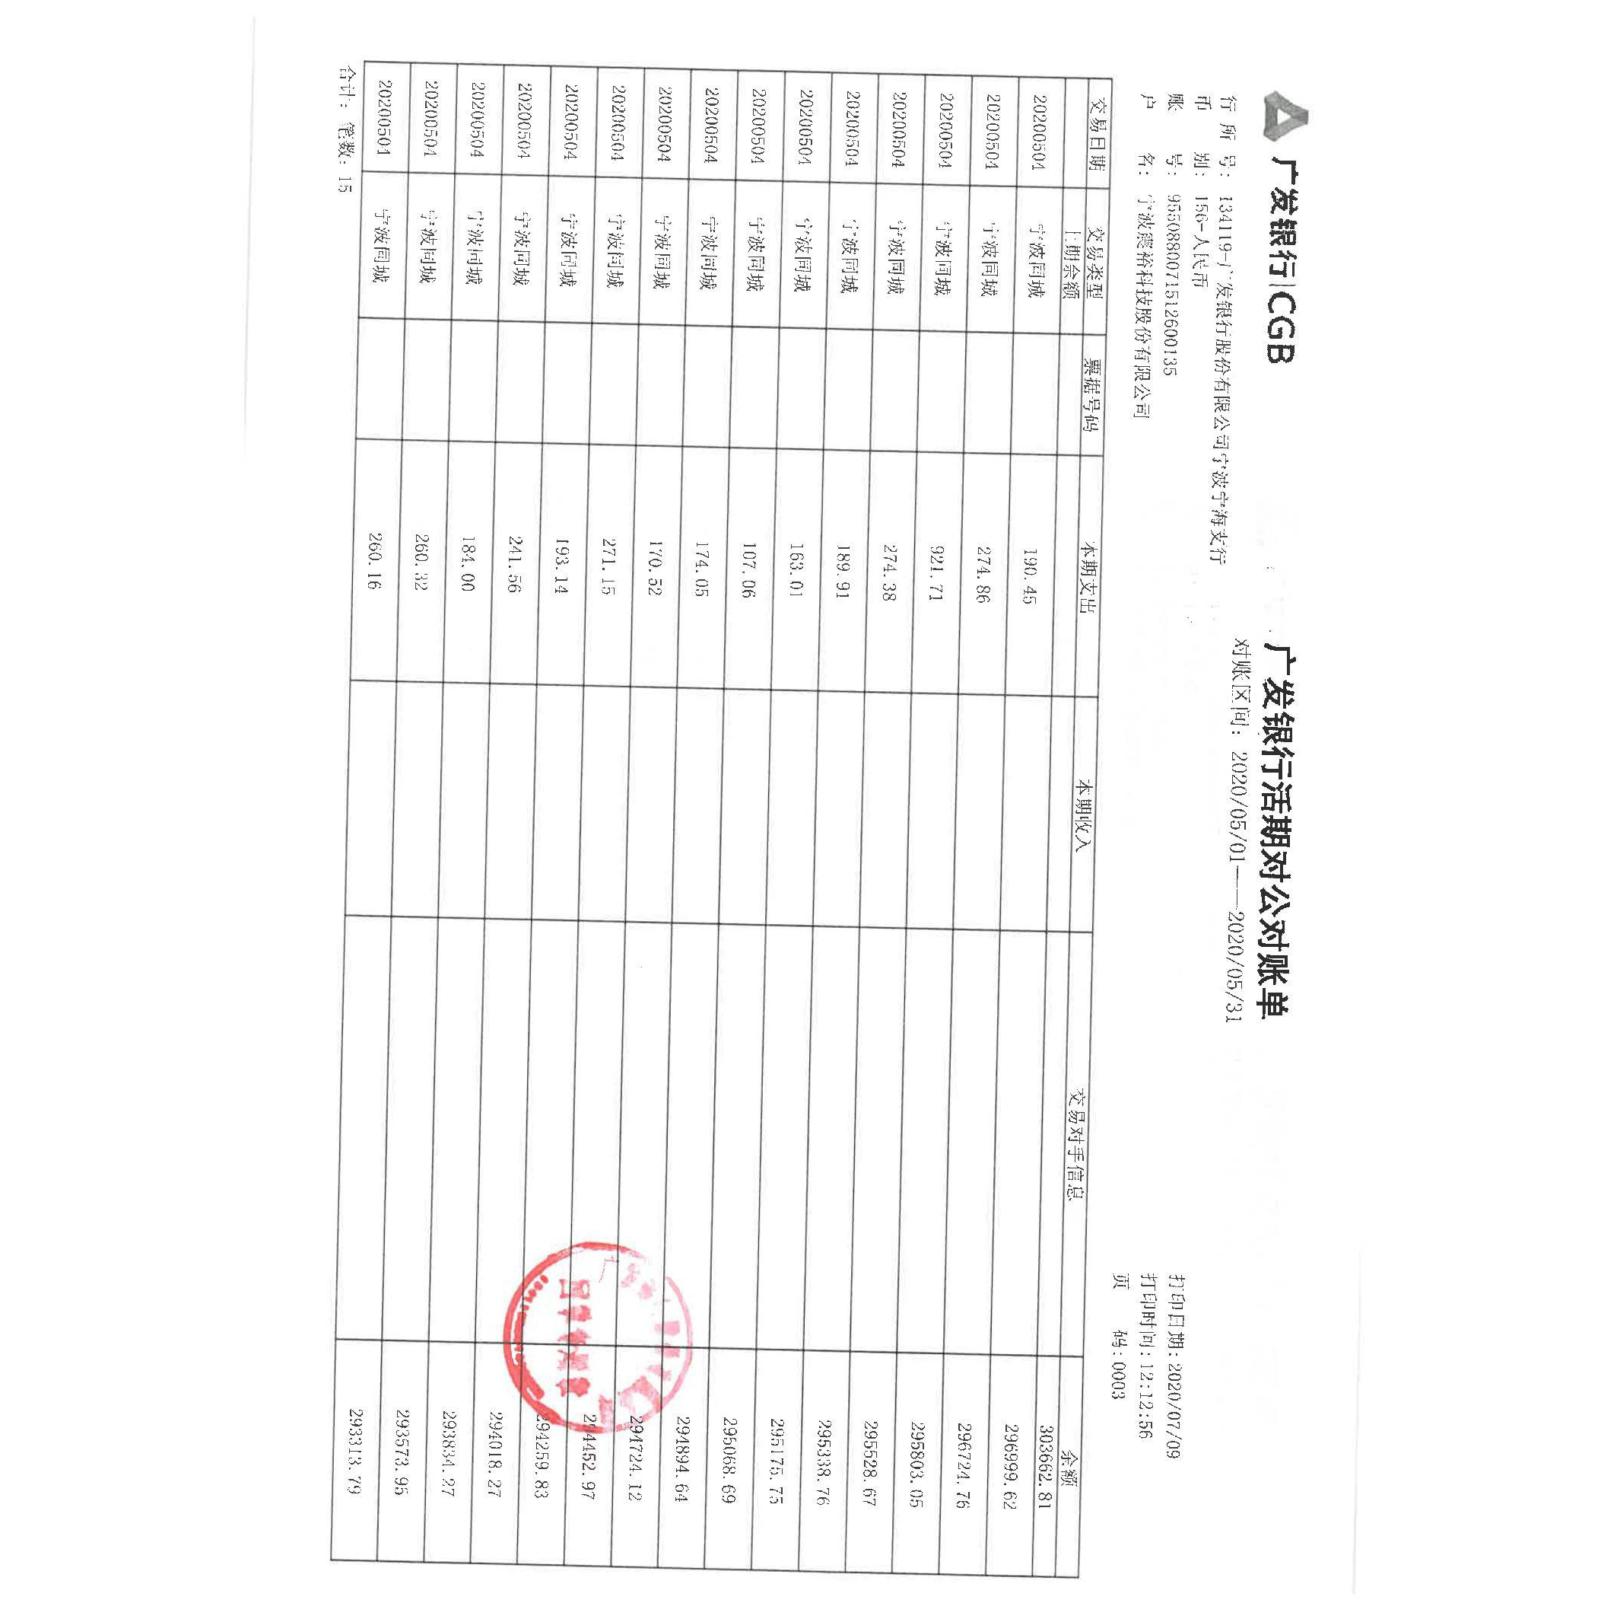 广发银行|CGB
广发银行活期对公对账单
对账区间：2020/05/01——2020/05/31
行 所 号：134119-广发银行股份有限公司宁波宁海支行
币 别：156-人民币
账 号：9550880071512600135 打印日期:2020/07/09
户 名：宁波震裕科技股份有限公司 打印时间:12:12:56
页 码:0003
交易日期 交易类型 票据号码 本期支出 本期收入 交易对手信息 余额
上期余额 303662.81
20200504 宁波同城 190.45 296999.62
20200504 宁波同城 274.86 296724.76
20200504 宁波同城 921.71 295803.05
20200504 宁波同城 274.38 295528.67
20200504 宁波同城 189.91 295338.76
20200504 宁波同城 163.01 295175.75
20200504 宁波同城 107.06 295068.69
20200504 宁波同城 174.05 294894.64
20200504 宁波同城 170.52 294724.12
20200504 宁波同城 271.15 294452.97
20200504 宁波同城 193.14 294259.83
20200504 宁波同城 241.56 294018.27
20200504 宁波同城 184.00 293834.27
20200504 宁波同城 260.32 293573.95
20200504 宁波同城 260.16 293313.79
合计：笔数：15